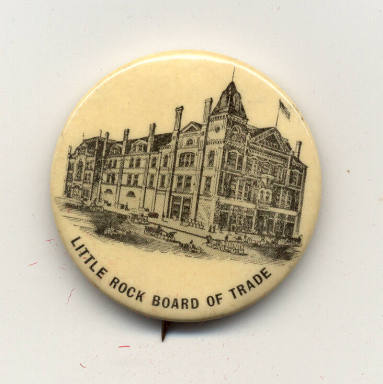 LITTLE ROCK BOARD OF TRADE